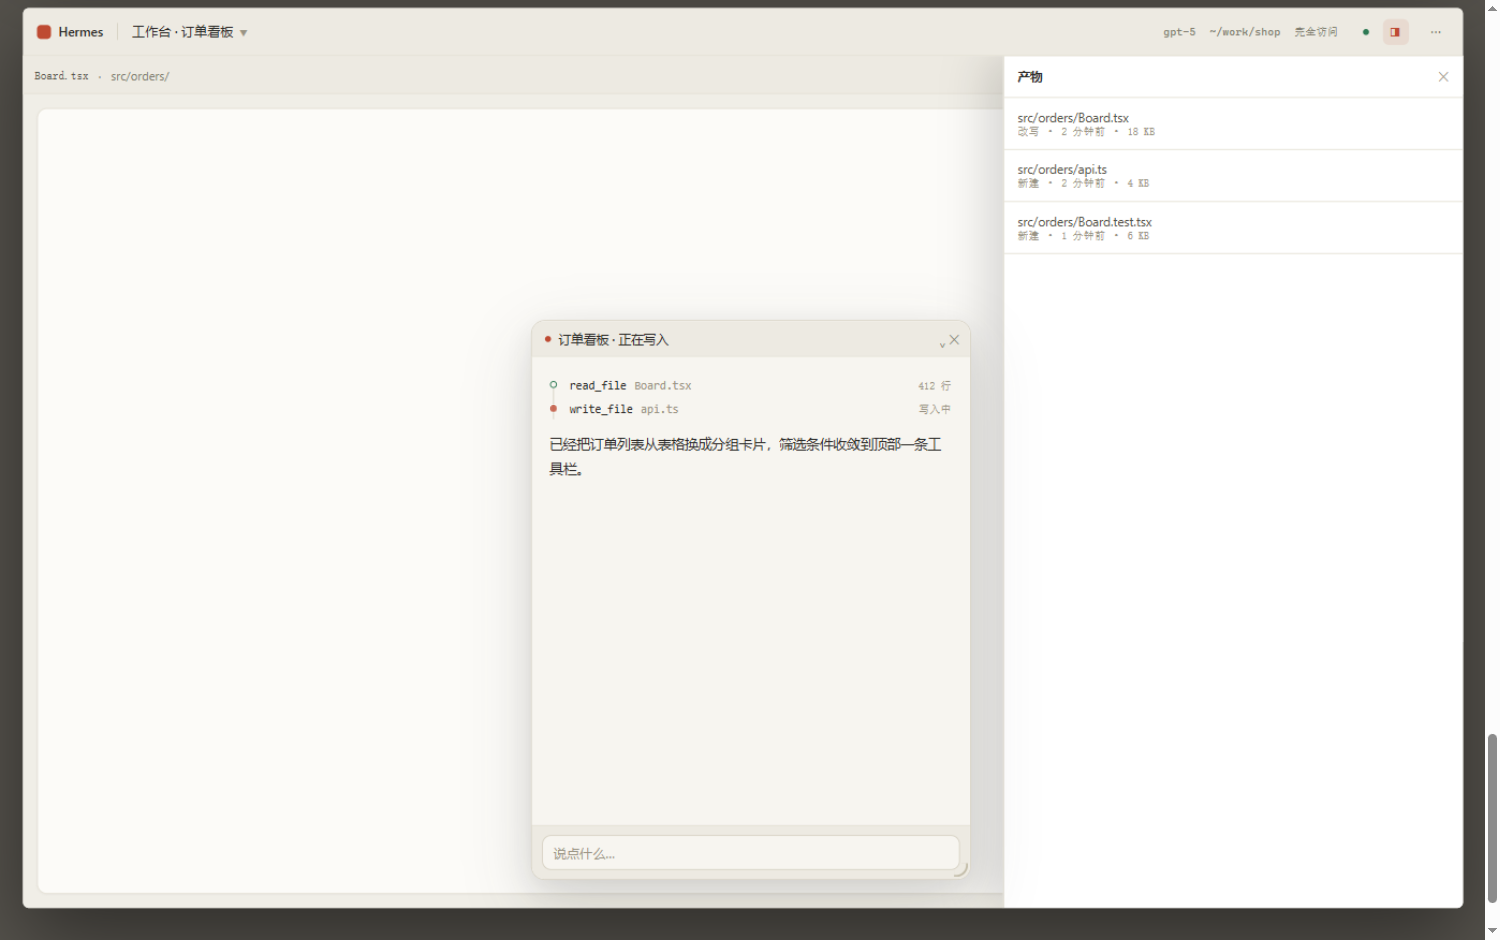 Hermes
工作台 · 订单看板 ▼
gpt-5 ~/work/shop 完全访问
Board.tsx · src/orders/
产物
src/orders/Board.tsx
改写 · 2 分钟前 · 18 KB
src/orders/api.ts
新建 · 2 分钟前 · 4 KB
src/orders/Board.test.tsx
新建 · 1 分钟前 · 6 KB
订单看板 · 正在写入
read_file Board.tsx 412 行
write_file api.ts 写入中
已经把订单列表从表格换成分组卡片，筛选条件收敛到顶部一条工
具栏。
说点什么...